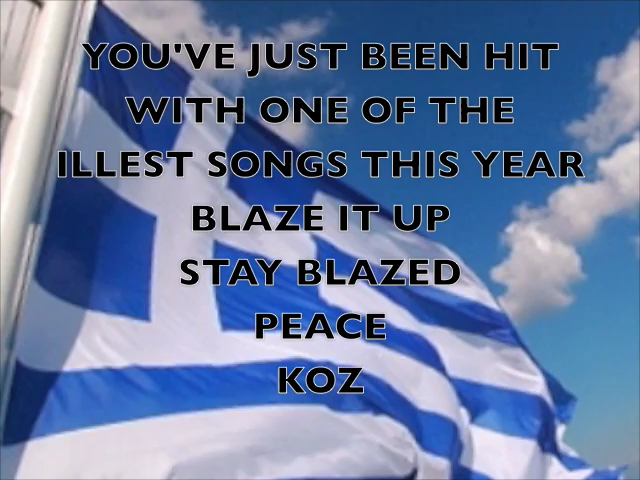 YOU'VE JUST BEEN HIT
WITH ONE OF THE
ILLEST SONGS THIS YEAR
BLAZE IT UP
STAY BLAZED
PEACE
KOZ